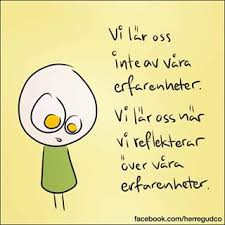 Vi lär oss
inte av våra
erfarenheter.
Vi lär oss när
vi reflekterar
över våra
erfarenheter.
facebook.com/herregudco